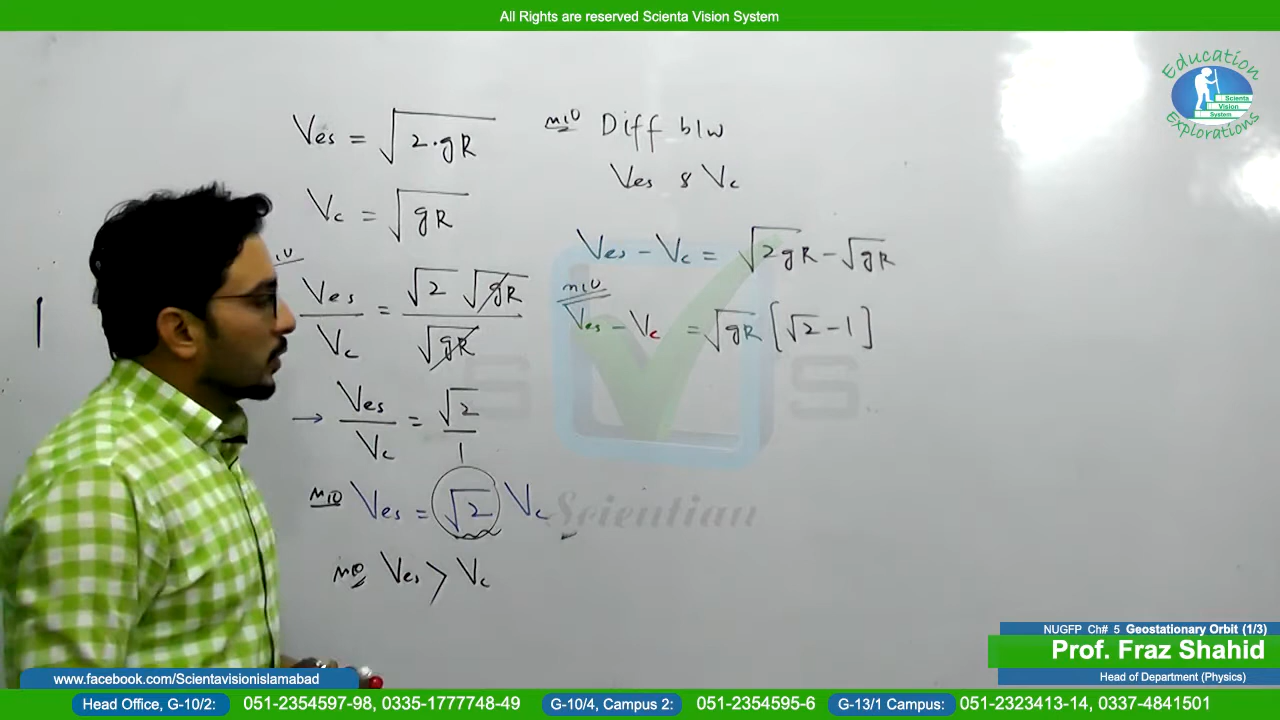 All Rights are reserved Scienta Vision System
Education
Scienta
Vision
System
Explorations
Ves = √2·gR
Vc = √gR
Ves/Vc = √2 √gR / √gR
→ Ves/Vc = √2/1
Ves = √2 Vc
Ves > Vc
Diff b/w
Ves & Vc
Ves - Vc = √2gR - √gR
Ves - Vc = √gR [√2 - 1]
S S
Scientian
NUGFP Ch# 5 Geostationary Orbit (1/3)
Prof. Fraz Shahid
Head of Department (Physics)
www.facebook.com/Scientavisionislamabad
Head Office, G-10/2: 051-2354597-98, 0335-1777748-49 G-10/4, Campus 2: 051-2354595-6 G-13/1 Campus: 051-2323413-14, 0337-4841501